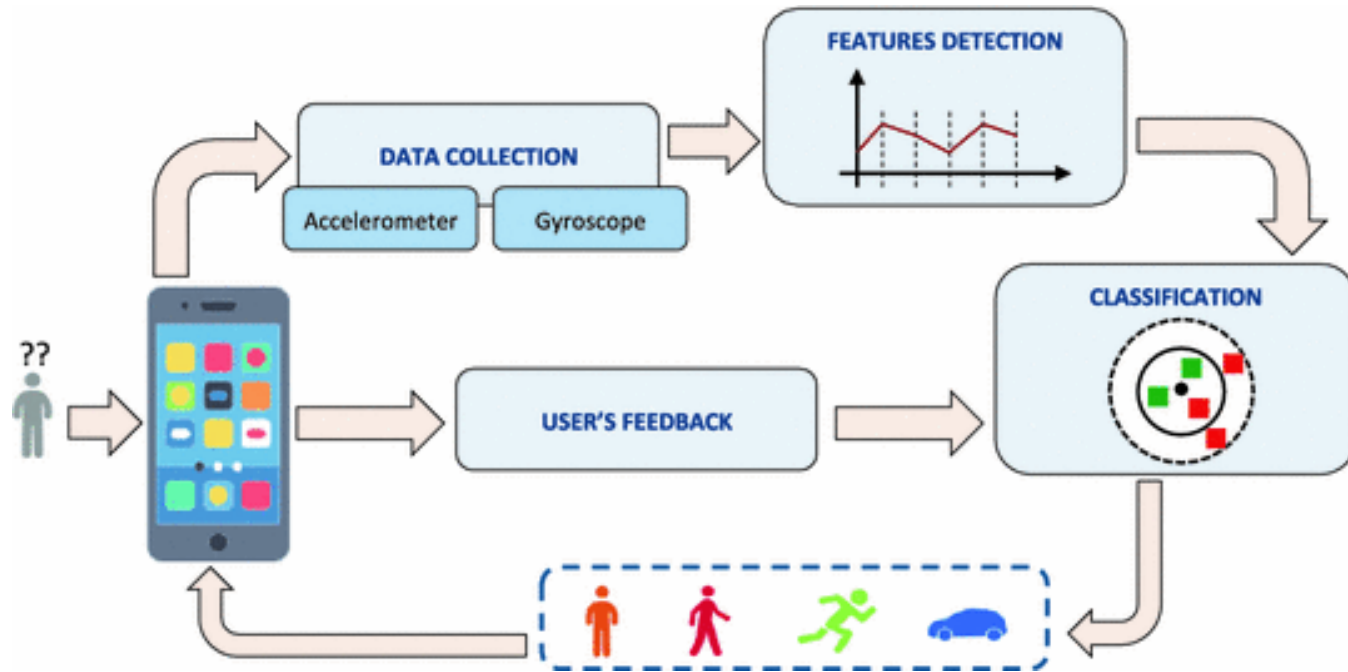 FEATURES DETECTION
DATA COLLECTION
Accelerometer
Gyroscope
CLASSIFICATION
??
USER'S FEEDBACK